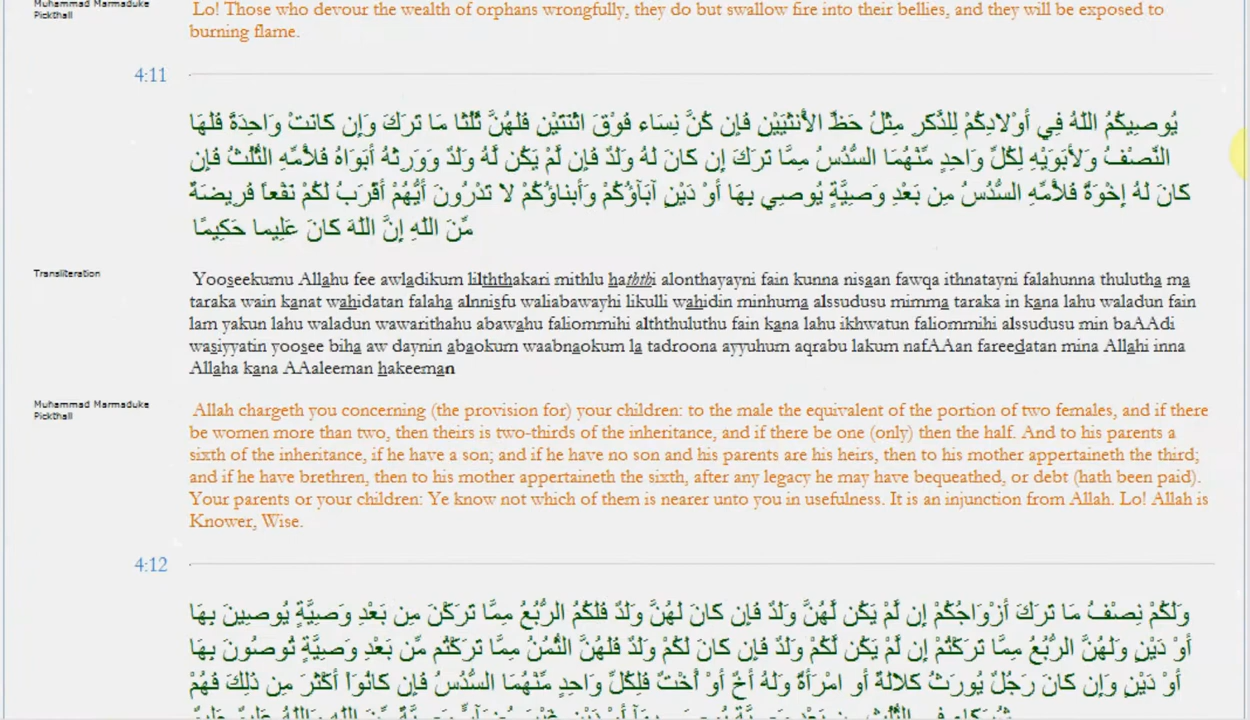 Muhammad Marmaduke
Pickthall
Lo! Those who devour the wealth of orphans wrongfully, they do but swallow fire into their bellies, and they will be exposed to
burning flame.
4:11
يُوصِيكُمُ اللّهُ فِي أَوْلاَدِكُمْ لِلذَّكَرِ مِثْلُ حَظِّ الأُنثَيَيْنِ فَإِن كُنَّ نِسَاء فَوْقَ اثْنَتَيْنِ فَلَهُنَّ ثُلُثَا مَا تَرَكَ وَإِن كَانَتْ وَاحِدَةً فَلَهَا
النِّصْفُ وَلأَبَوَيْهِ لِكُلِّ وَاحِدٍ مِّنْهُمَا السُّدُسُ مِمَّا تَرَكَ إِن كَانَ لَهُ وَلَدٌ فَإِن لَّمْ يَكُن لَّهُ وَلَدٌ وَوَرِثَهُ أَبَوَاهُ فَلأُمِّهِ الثُّلُثُ فَإِن
كَانَ لَهُ إِخْوَةٌ فَلأُمِّهِ السُّدُسُ مِن بَعْدِ وَصِيَّةٍ يُوصِي بِهَا أَوْ دَيْنٍ آبَآؤُكُمْ وَأَبناؤُكُمْ لاَ تَدْرُونَ أَيُّهُمْ أَقْرَبُ لَكُمْ نَفْعاً فَرِيضَةً
مِّنَ اللّهِ إِنَّ اللّهَ كَانَ عَلِيما حَكِيمًا
Transliteration
Yooseekumu Allahu fee awladikum lilththakari mithlu haththi alonthayayni fain kunna nisaan fawqa ithnatayni falahunna thulutha ma
taraka wain kanat wahidatan falaha alnnisfu waliabawayhi likulli wahidin minhuma alssudusu mimma taraka in kana lahu waladun fain
lam yakun lahu waladun wawarithahu abawahu faliommihi alththuluthu fain kana lahu ikhwatun faliommihi alssudusu min baAAdi
wasiyyatin yoosee biha aw daynin abaokum waabnaokum la tadroona ayyuhum aqrabu lakum nafAAan fareedatan mina Allahi inna
Allaha kana AAaleeman hakeeman
Muhammad Marmaduke
Pickthall
Allah chargeth you concerning (the provision for) your children: to the male the equivalent of the portion of two females, and if there
be women more than two, then theirs is two-thirds of the inheritance, and if there be one (only) then the half. And to his parents a
sixth of the inheritance, if he have a son; and if he have no son and his parents are his heirs, then to his mother appertaineth the third;
and if he have brethren, then to his mother appertaineth the sixth, after any legacy he may have bequeathed, or debt (hath been paid).
Your parents or your children: Ye know not which of them is nearer unto you in usefulness. It is an injunction from Allah. Lo! Allah is
Knower, Wise.
4:12
وَلَكُمْ نِصْفُ مَا تَرَكَ أَزْوَاجُكُمْ إِن لَّمْ يَكُن لَّهُنَّ وَلَدٌ فَإِن كَانَ لَهُنَّ وَلَدٌ فَلَكُمُ الرُّبُعُ مِمَّا تَرَكْنَ مِن بَعْدِ وَصِيَّةٍ يُوصِينَ بِهَا
أَوْ دَيْنٍ وَلَهُنَّ الرُّبُعُ مِمَّا تَرَكْتُمْ إِن لَّمْ يَكُن لَّكُمْ وَلَدٌ فَإِن كَانَ لَكُمْ وَلَدٌ فَلَهُنَّ الثُّمُنُ مِمَّا تَرَكْتُم مِّن بَعْدِ وَصِيَّةٍ تُوصُونَ بِهَا
أَوْ دَيْنٍ وَإِن كَانَ رَجُلٌ يُورَثُ كَلاَلَةً أَو امْرَأَةٌ وَلَهُ أَخٌ أَوْ أُخْتٌ فَلِكُلِّ وَاحِدٍ مِّنْهُمَا السُّدُسُ فَإِن كَانُوَاْ أَكْثَرَ مِن ذَلِكَ فَهُمْ